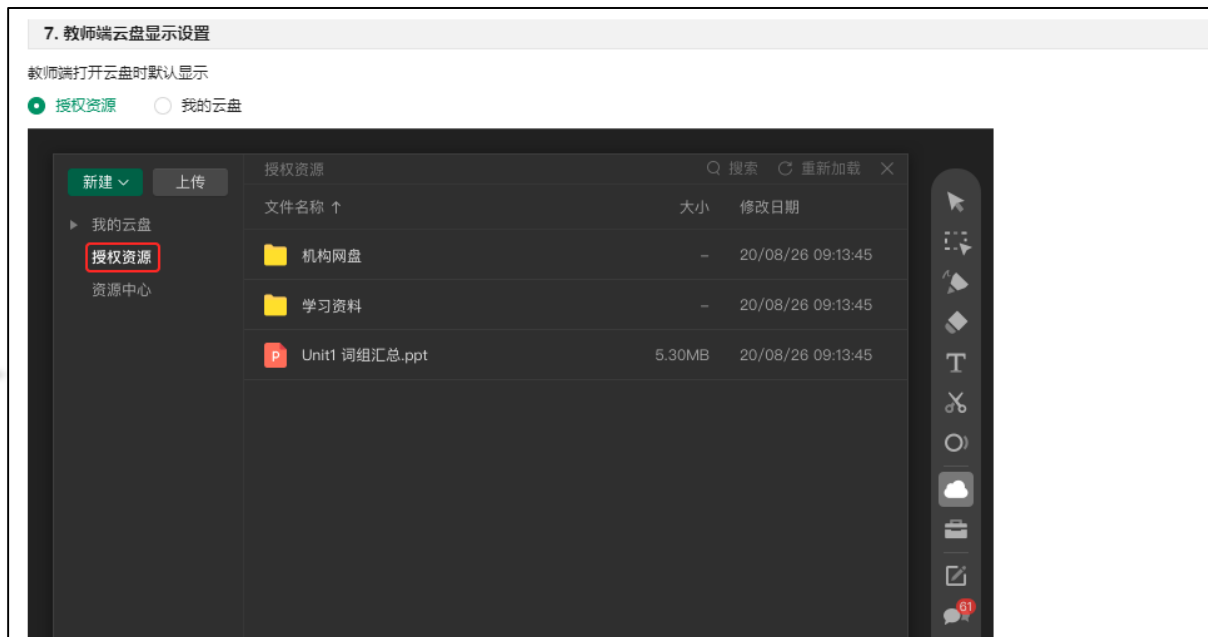 7. 教师端云盘显示设置
教师端打开云盘时默认显示
授权资源 我的云盘
新建 上传 授权资源 搜索 重新加载
文件名称 ↑ 大小 修改日期
我的云盘
授权资源
资源中心
机构网盘 – 20/08/26 09:13:45
学习资料 – 20/08/26 09:13:45
P Unit1 词组汇总.ppt 5.30MB 20/08/26 09:13:45
T
61